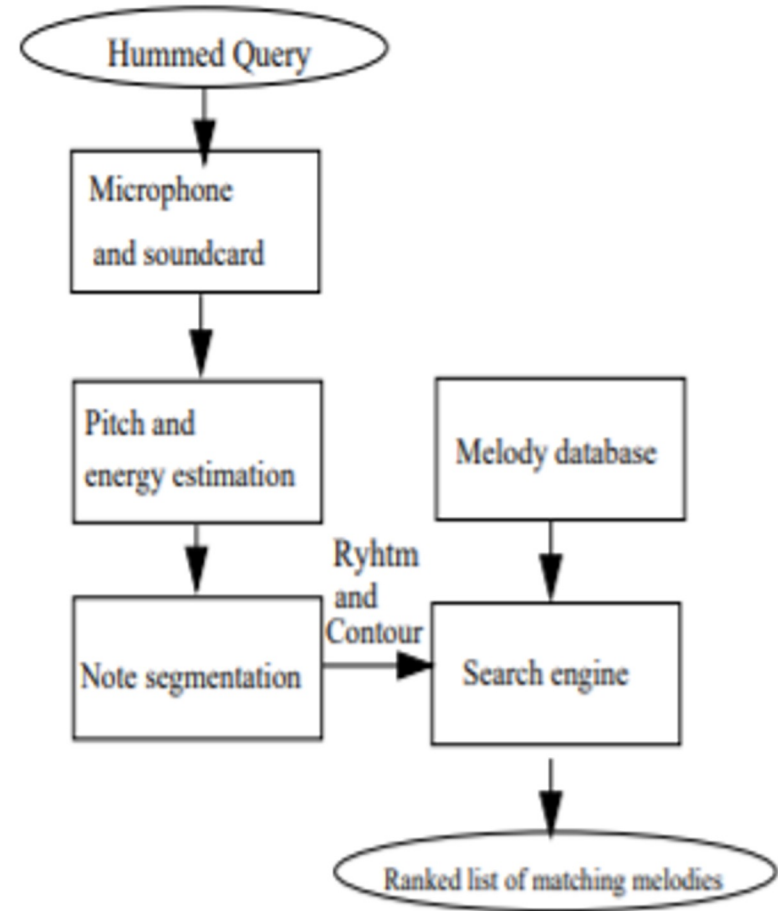 Hummed Query
Microphone
and soundcard
Pitch and
energy estimation
Melody database
Ryhtm
and
Contour
Note segmentation
Search engine
Ranked list of matching melodies